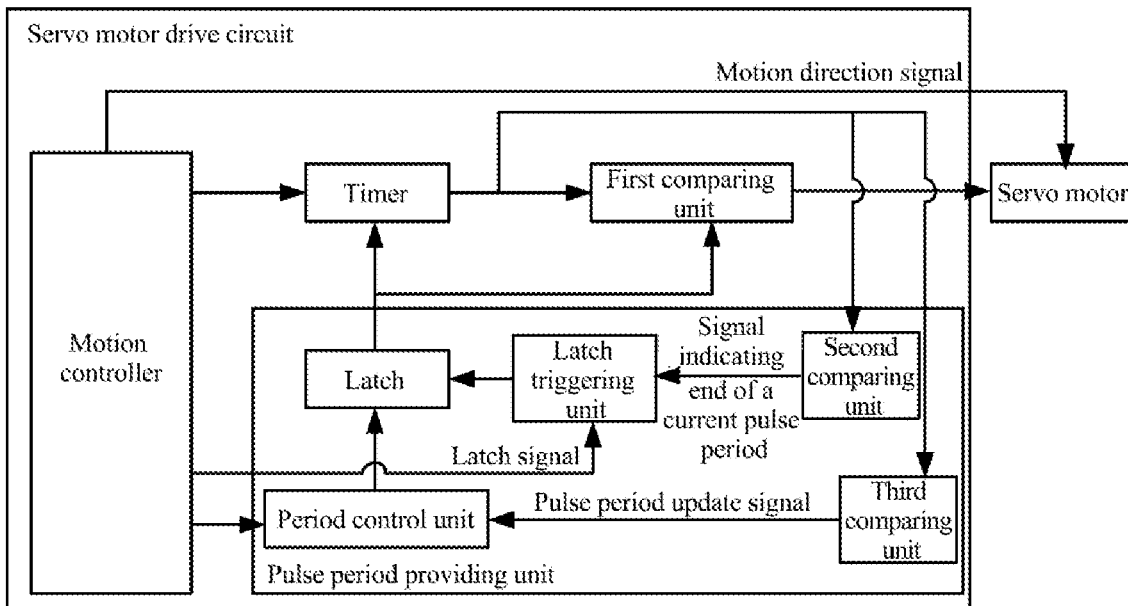 Servo motor drive circuit
Motion direction signal
Timer
First comparing
unit
Servo motor
Motion
controller
Latch
Latch
triggering
unit
Signal
indicating
end of a
current pulse
period
Second
comparing
unit
Latch signal
Period control unit
Pulse period update signal
Third
comparing
unit
Pulse period providing unit